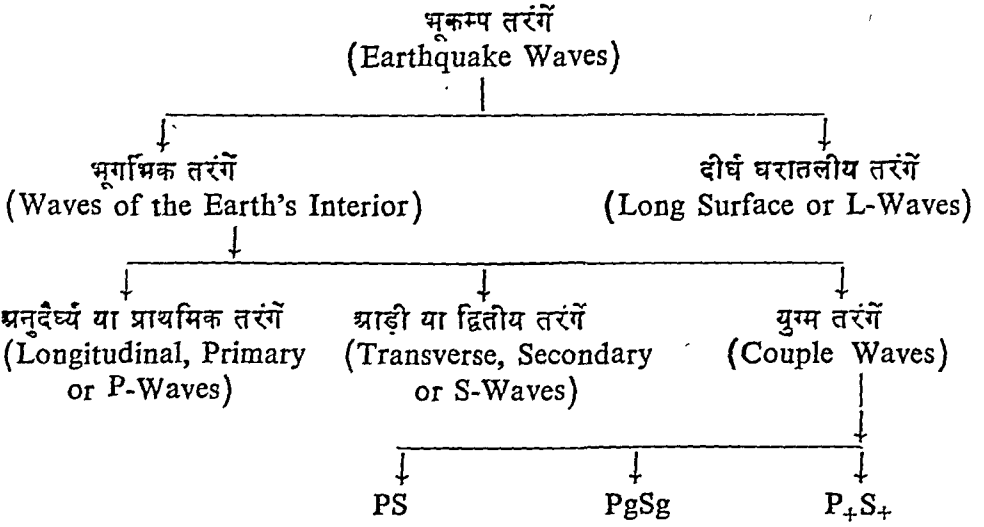 भूकम्प तरंगें
(Earthquake Waves)
भूगर्भिक तरंगें
(Waves of the Earth's Interior)
दीर्घ धरातलीय तरंगें
(Long Surface or L-Waves)
अनुदैर्घ्य या प्राथमिक तरंगें
(Longitudinal, Primary
or P-Waves)
आड़ी या द्वितीय तरंगें
(Transverse, Secondary
or S-Waves)
युग्म तरंगें
(Couple Waves)
PS
PgSg
P₊S₊